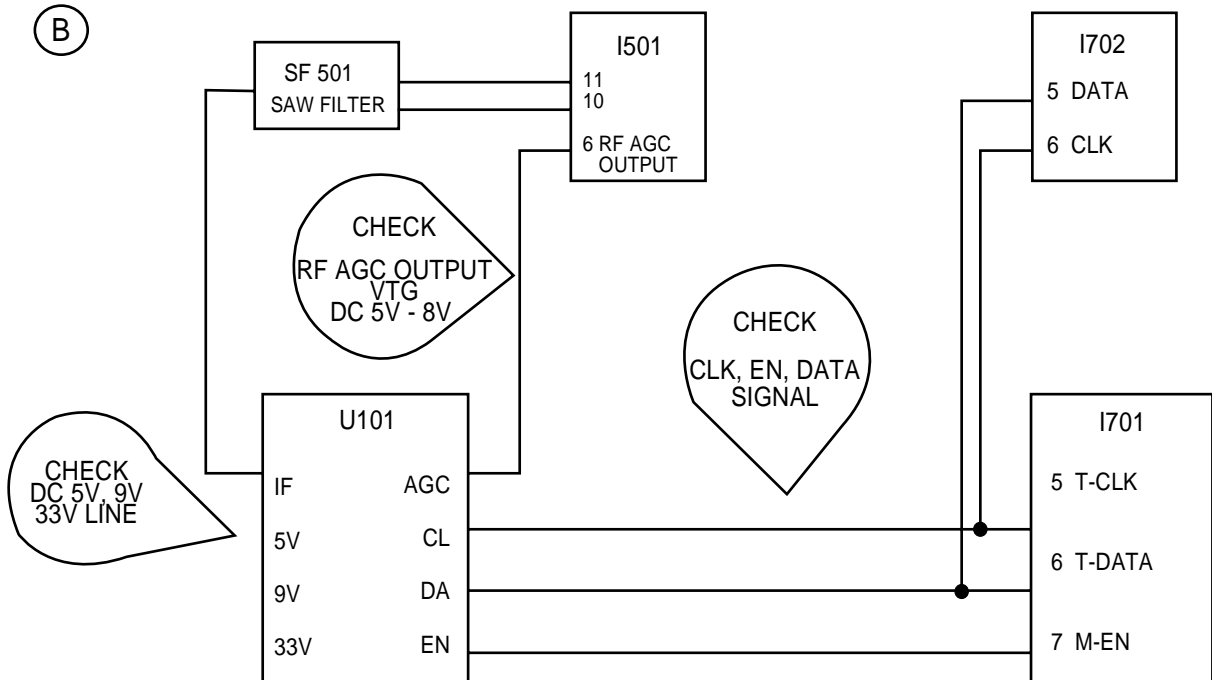 B
SF 501
SAW FILTER
I501
11
10
6 RF AGC
OUTPUT
I702
5 DATA
6 CLK
CHECK
RF AGC OUTPUT
VTG
DC 5V - 8V
CHECK
CLK, EN, DATA
SIGNAL
CHECK
DC 5V, 9V
33V LINE
U101
IF
5V
9V
33V
AGC
CL
DA
EN
I701
5 T-CLK
6 T-DATA
7 M-EN